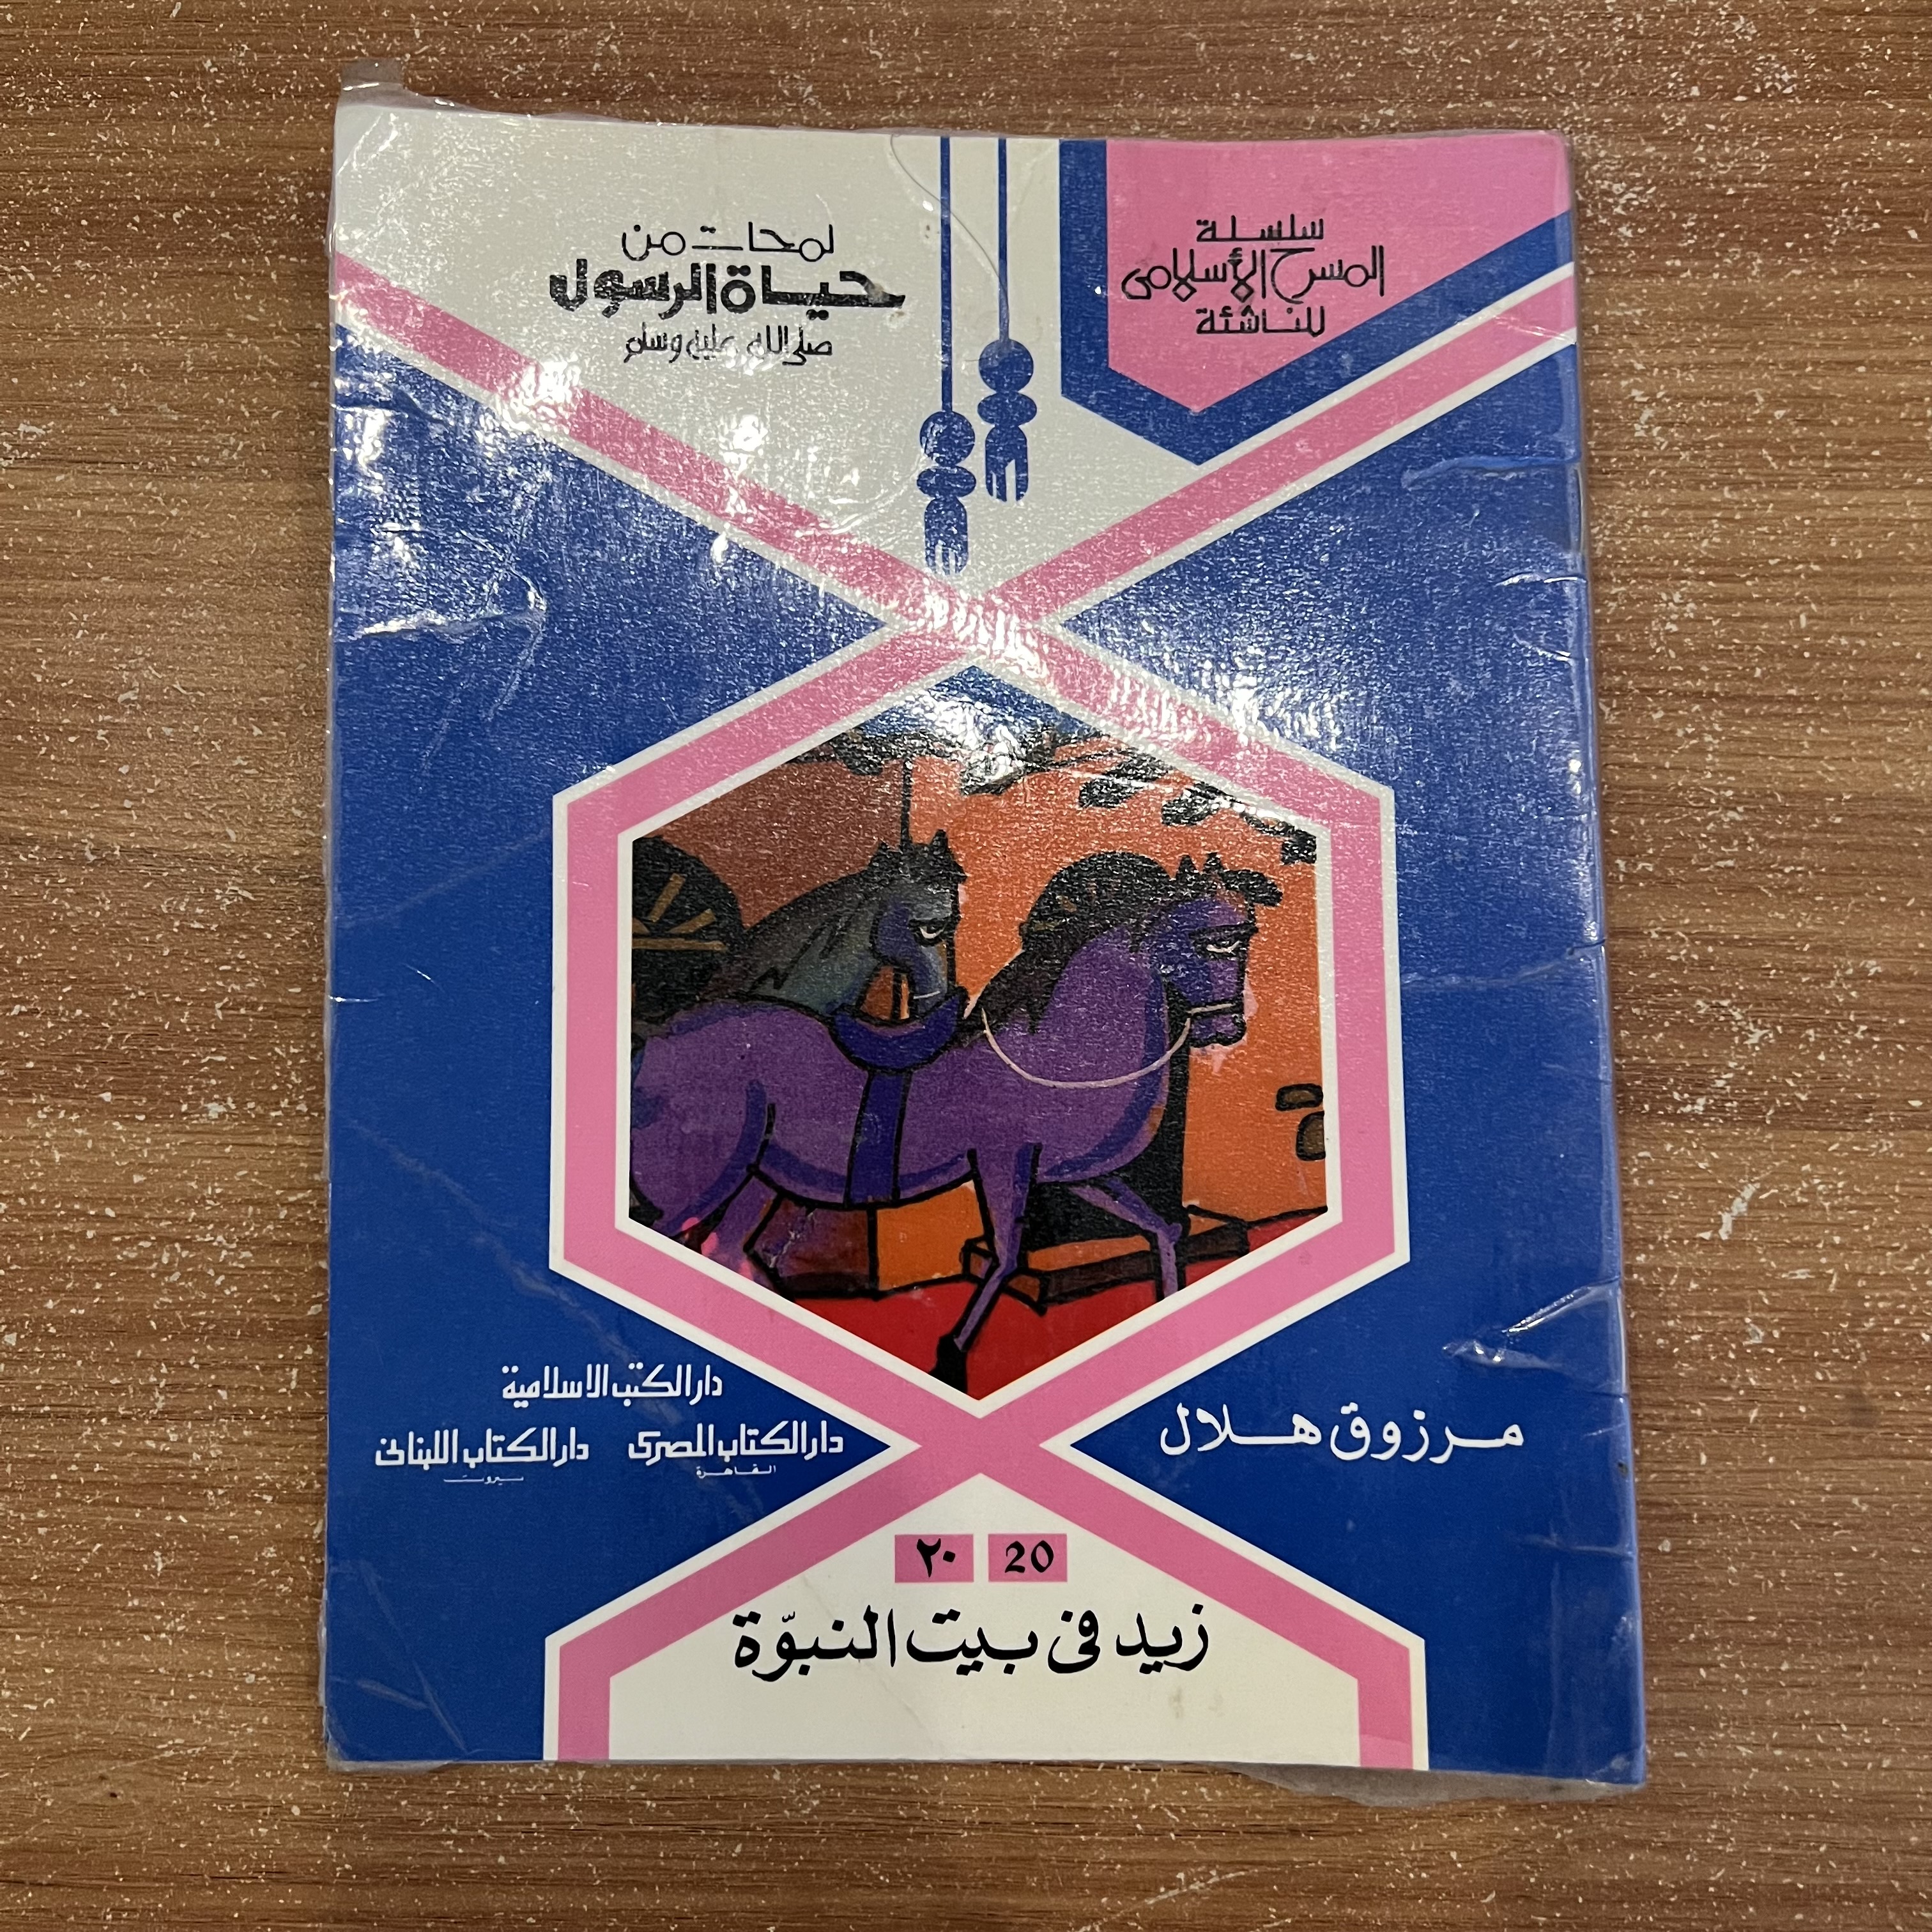 سلسلة
المسرح الأسلامى
للناشئة
لمحات من
حياة الرسول
صلى الله عليه وسلم
مرزوق هلال
دار الكتب الاسلامية
دار الكتاب المصرى
القاهرة
دار الكتاب اللبنانى
بيروت
٢٠ 20
زيد فى بيت النبوّة